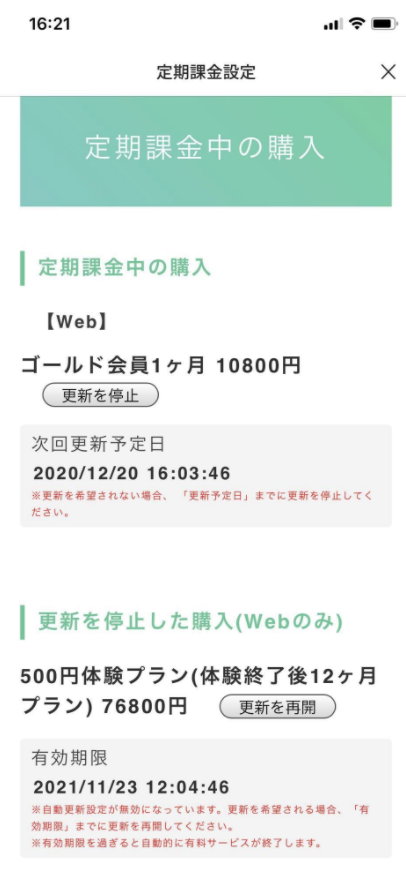 16:21
定期課金設定
定期課金中の購入
定期課金中の購入
【Web】
ゴールド会員1ヶ月 10800円
更新を停止
次回更新予定日
2020/12/20 16:03:46
※更新を希望されない場合、「更新予定日」までに更新を停止してく
ださい。
更新を停止した購入(Webのみ)
500円体験プラン(体験終了後12ヶ月
プラン) 76800円 更新を再開
有効期限
2021/11/23 12:04:46
※自動更新設定が無効になっています。更新を希望される場合、「有
効期限」までに更新を再開してください。
※有効期限を過ぎると自動的に有料サービスが終了します。